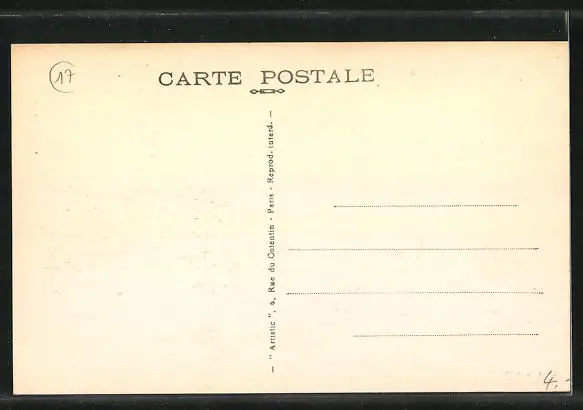 17
CARTE POSTALE
— " Artistic ", 6, Rue du Cotentin - Paris - Reprod. interd. —
4.-